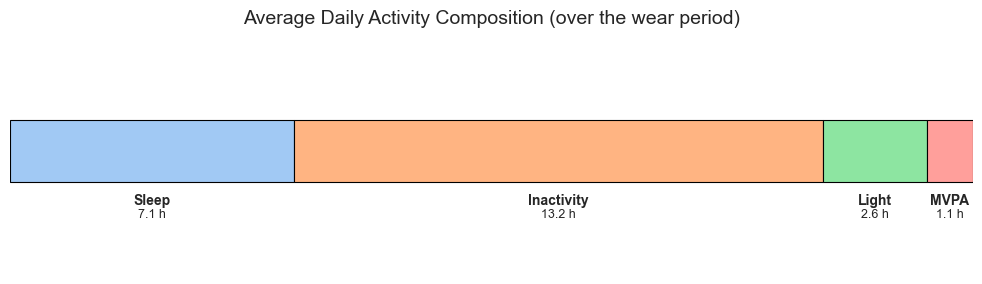 Average Daily Activity Composition (over the wear period)
Sleep
7.1 h
Inactivity
13.2 h
Light
2.6 h
MVPA
1.1 h